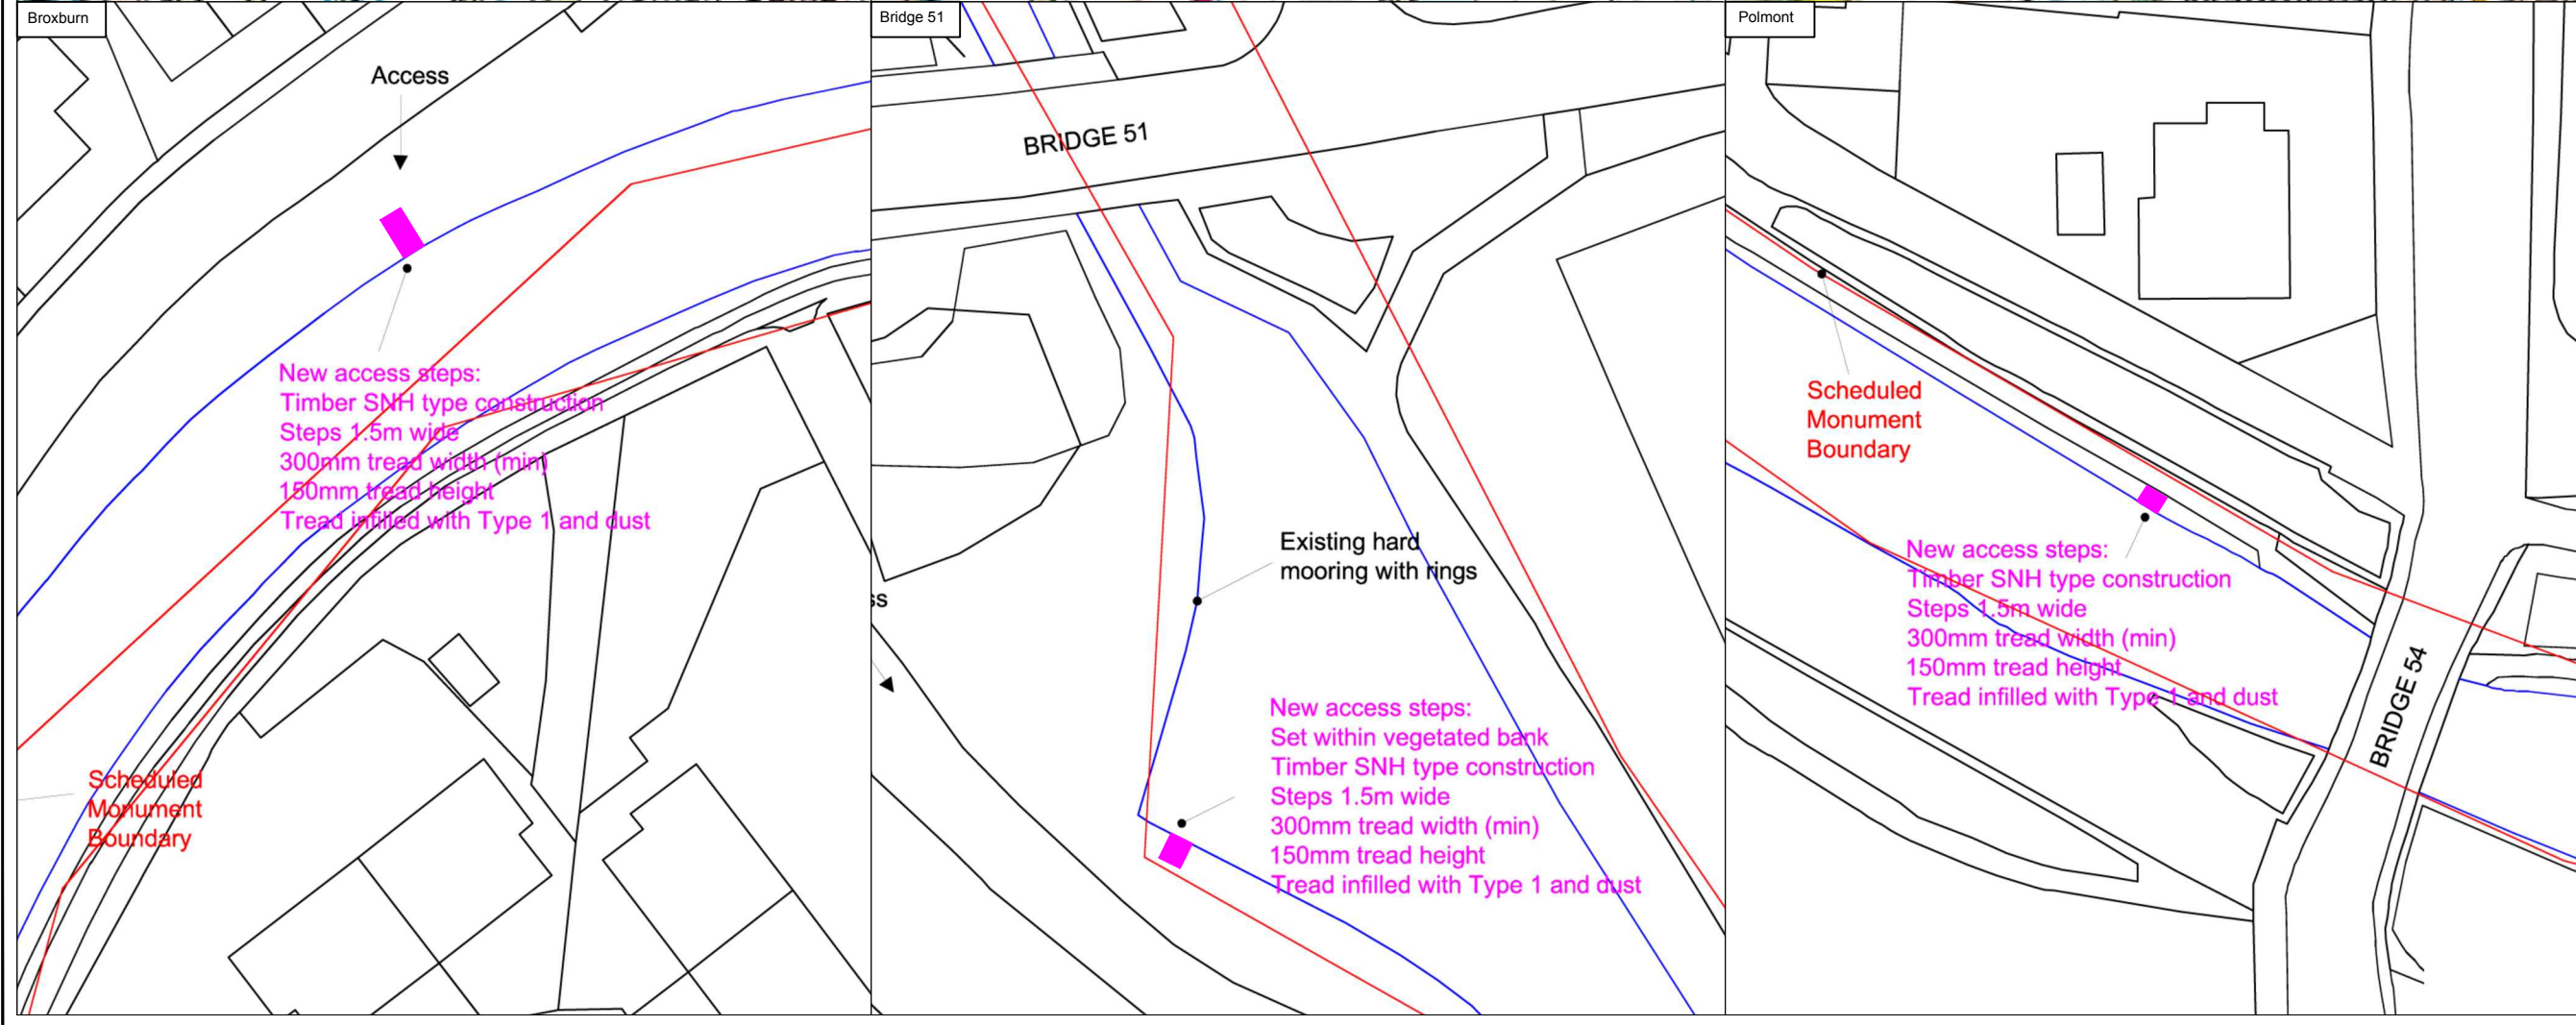 Broxburn
Access
New access steps:
Timber SNH type construction
Steps 1.5m wide
300mm tread width (min)
150mm tread height
Tread infilled with Type 1 and dust
Scheduled
Monument
Boundary
Bridge 51
BRIDGE 51
ss
Existing hard
mooring with rings
New access steps:
Set within vegetated bank
Timber SNH type construction
Steps 1.5m wide
300mm tread width (min)
150mm tread height
Tread infilled with Type 1 and dust
Polmont
Scheduled
Monument
Boundary
New access steps:
Timber SNH type construction
Steps 1.5m wide
300mm tread width (min)
150mm tread height
Tread infilled with Type 1 and dust
BRIDGE 54